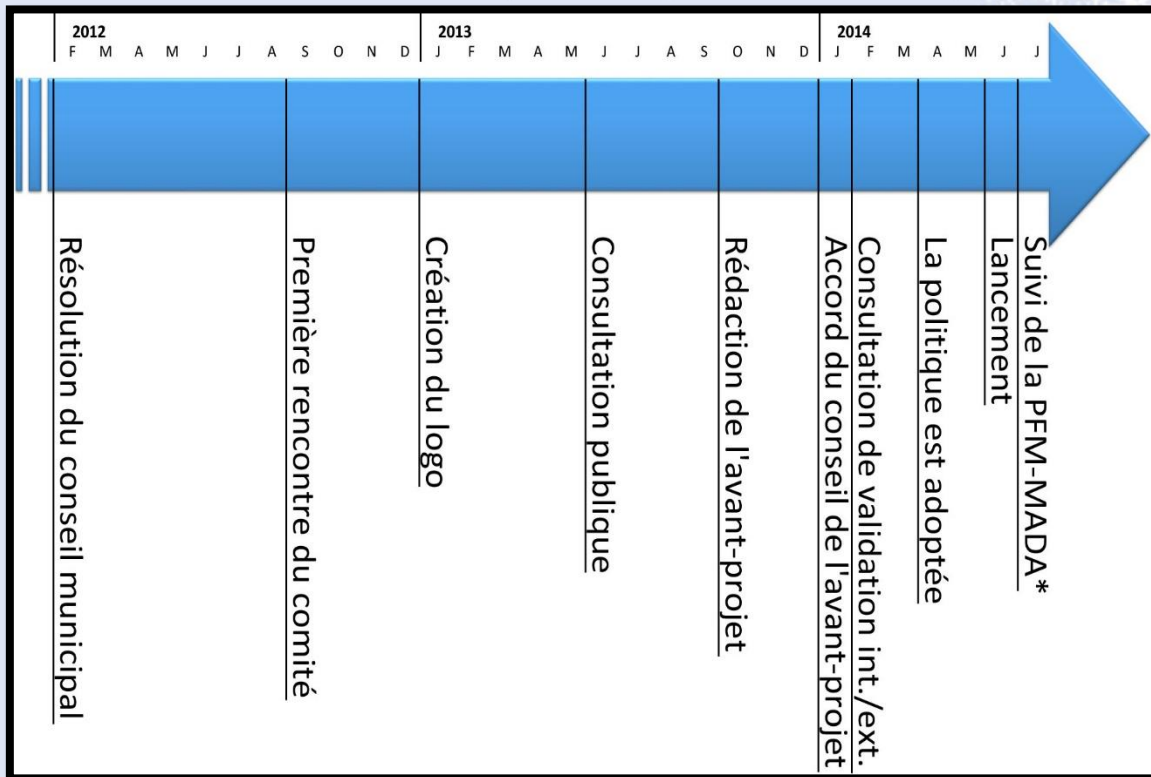 2012
F M A M J J A S O N D
2013
J F M A M J J A S O N D
2014
J F M A M J J
Résolution du conseil municipal
Première rencontre du comité
Création du logo
Consultation publique
Rédaction de l'avant-projet
Accord du conseil de l'avant-projet
Consultation de validation int./ext.
La politique est adoptée
Lancement
Suivi de la PFM-MADA*